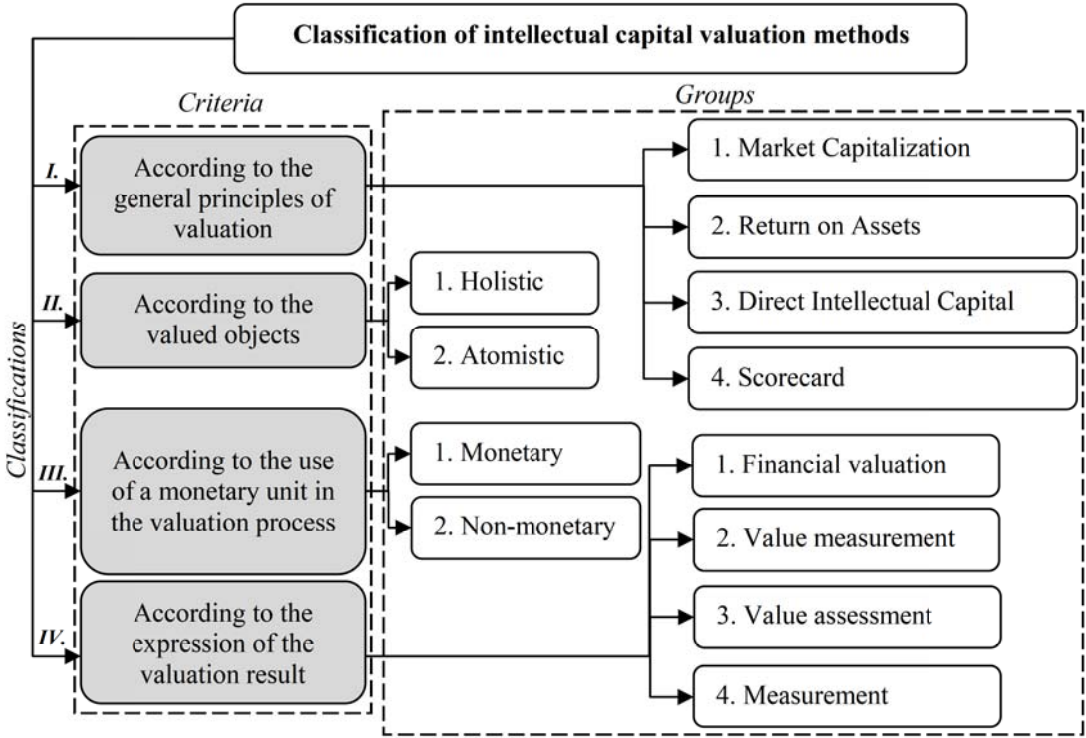 Classification of intellectual capital valuation methods
Criteria
Groups
Classifications
I.
According to the
general principles of
valuation
1. Market Capitalization
2. Return on Assets
3. Direct Intellectual Capital
4. Scorecard
II.
According to the
valued objects
1. Holistic
2. Atomistic
III.
According to the use
of a monetary unit in
the valuation process
1. Monetary
2. Non-monetary
IV.
According to the
expression of the
valuation result
1. Financial valuation
2. Value measurement
3. Value assessment
4. Measurement